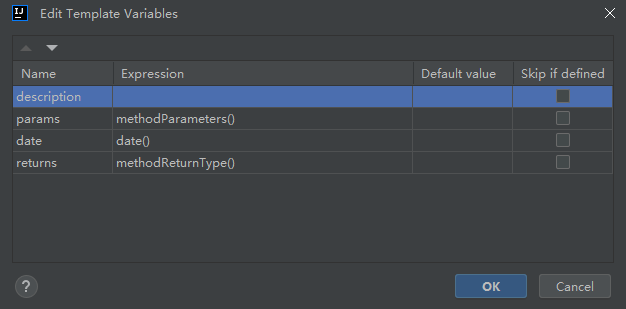 IJ Edit Template Variables
Name Expression Default value Skip if defined
description
params methodParameters()
date date()
returns methodReturnType()
? OK Cancel